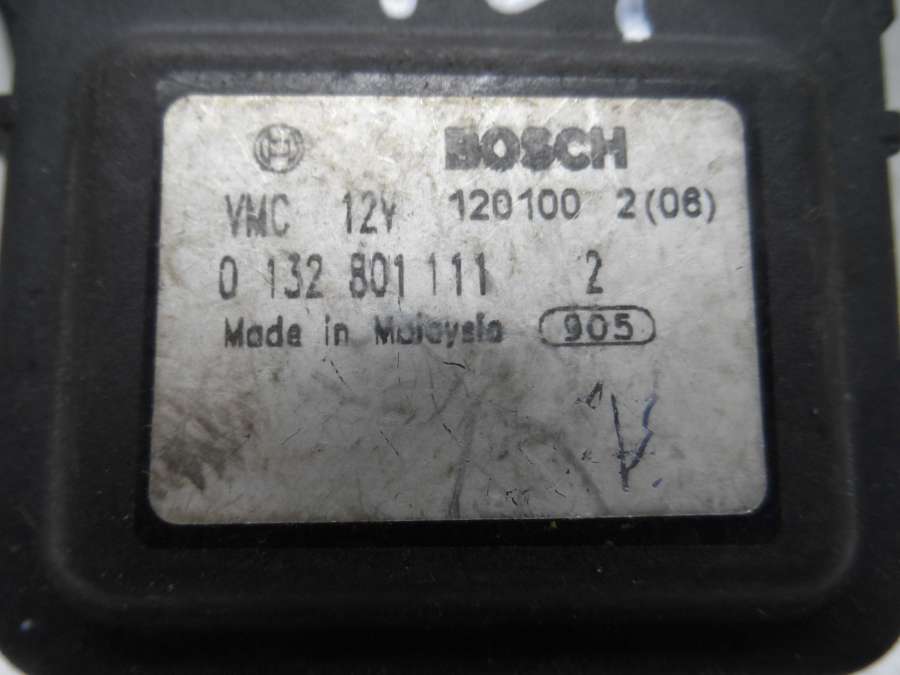 BOSCH
VMC 12V 120100 2(06)
0 132 801 111 2
Made in Malaysia 905